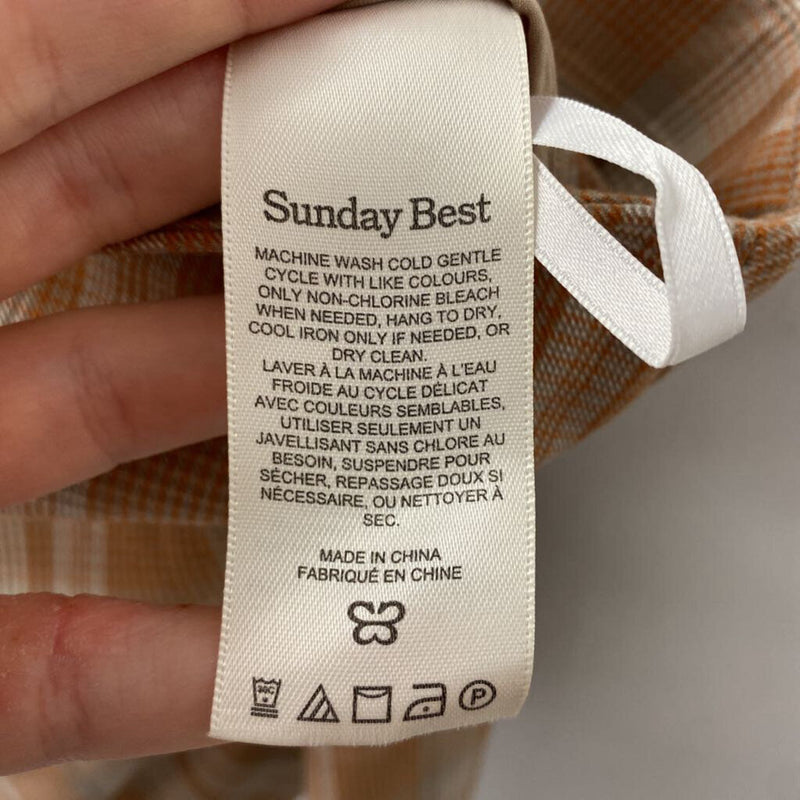 Sunday Best
MACHINE WASH COLD GENTLE
CYCLE WITH LIKE COLOURS,
ONLY NON-CHLORINE BLEACH
WHEN NEEDED, HANG TO DRY,
COOL IRON ONLY IF NEEDED, OR
DRY CLEAN.
LAVER À LA MACHINE À L'EAU
FROIDE AU CYCLE DÉLICAT
AVEC COULEURS SEMBLABLES,
UTILISER SEULEMENT UN
JAVELLISANT SANS CHLORE AU
BESOIN, SUSPENDRE POUR
SÉCHER, REPASSAGE DOUX SI
NÉCESSAIRE, OU NETTOYER À
SEC.
MADE IN CHINA
FABRIQUÉ EN CHINE
30C P